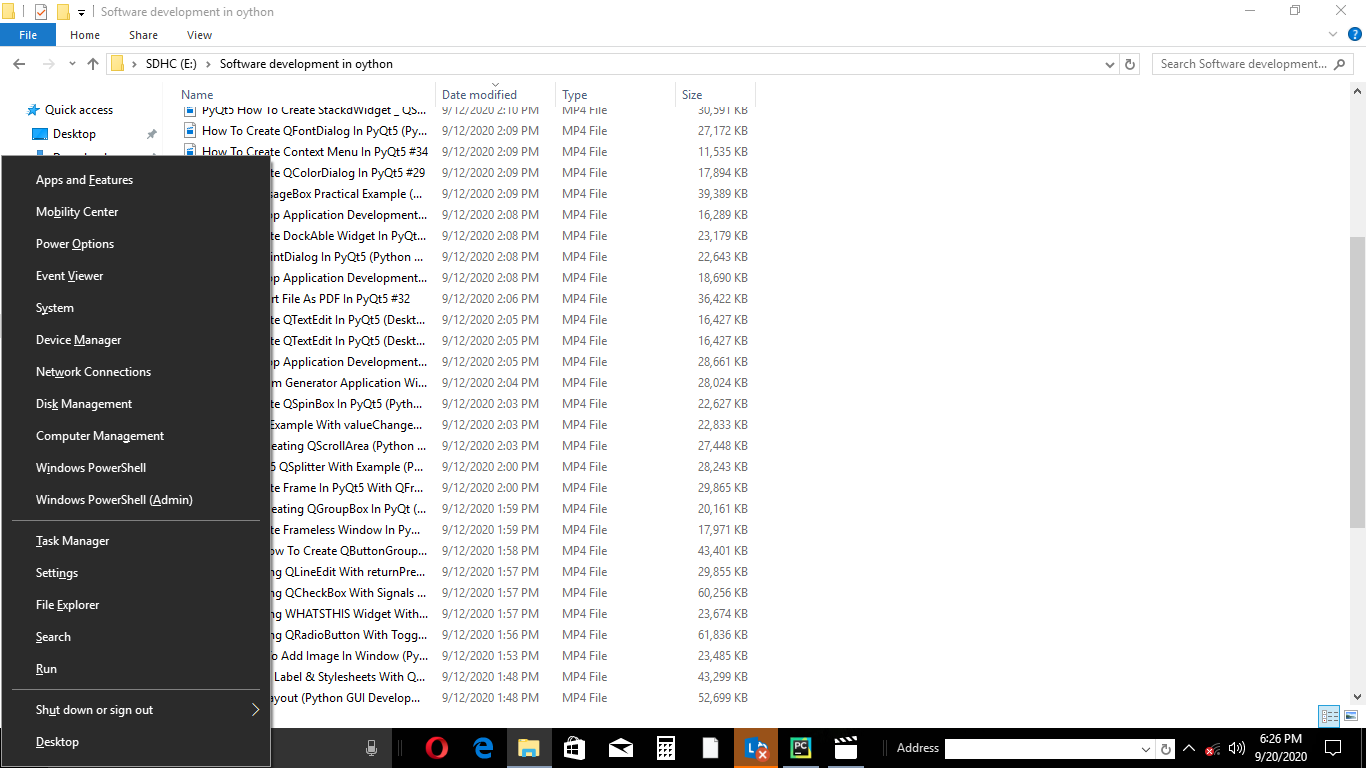 Software development in oython
File Home Share View
SDHC (E:) Software development in oython
Search Software development...
Name Date modified Type Size
Quick access
Desktop
PyQt5 How To Create StackdWidget _ QS... 9/12/2020 2:10 PM MP4 File 30,591 KB
How To Create QFontDialog In PyQt5 (Py... 9/12/2020 2:09 PM MP4 File 27,172 KB
How To Create Context Menu In PyQt5 #34 9/12/2020 2:09 PM MP4 File 11,535 KB
te QColorDialog In PyQt5 #29 9/12/2020 2:09 PM MP4 File 17,894 KB
sageBox Practical Example (... 9/12/2020 2:09 PM MP4 File 39,389 KB
p Application Development... 9/12/2020 2:08 PM MP4 File 16,289 KB
te DockAble Widget In PyQt... 9/12/2020 2:08 PM MP4 File 23,179 KB
intDialog In PyQt5 (Python ... 9/12/2020 2:08 PM MP4 File 22,643 KB
p Application Development... 9/12/2020 2:08 PM MP4 File 18,690 KB
rt File As PDF In PyQt5 #32 9/12/2020 2:06 PM MP4 File 36,422 KB
te QTextEdit In PyQt5 (Deskt... 9/12/2020 2:05 PM MP4 File 16,427 KB
te QTextEdit In PyQt5 (Deskt... 9/12/2020 2:05 PM MP4 File 16,427 KB
p Application Development... 9/12/2020 2:05 PM MP4 File 28,661 KB
m Generator Application Wi... 9/12/2020 2:04 PM MP4 File 28,024 KB
te QSpinBox In PyQt5 (Pyth... 9/12/2020 2:03 PM MP4 File 22,627 KB
Example With valueChange... 9/12/2020 2:03 PM MP4 File 22,833 KB
eating QScrollArea (Python ... 9/12/2020 2:03 PM MP4 File 27,448 KB
5 QSplitter With Example (P... 9/12/2020 2:00 PM MP4 File 28,243 KB
te Frame In PyQt5 With QFr... 9/12/2020 2:00 PM MP4 File 29,865 KB
eating QGroupBox In PyQt (... 9/12/2020 1:59 PM MP4 File 20,161 KB
te Frameless Window In Py... 9/12/2020 1:59 PM MP4 File 17,971 KB
ow To Create QButtonGroup... 9/12/2020 1:58 PM MP4 File 43,401 KB
ng QLineEdit With returnPre... 9/12/2020 1:57 PM MP4 File 29,855 KB
ng QCheckBox With Signals 9/12/2020 1:57 PM MP4 File 60,256 KB
ng WHATSTHIS Widget With... 9/12/2020 1:57 PM MP4 File 23,674 KB
ng QRadioButton With Togg... 9/12/2020 1:56 PM MP4 File 61,836 KB
o Add Image In Window (Py... 9/12/2020 1:53 PM MP4 File 23,485 KB
Label & Stylesheets With Q... 9/12/2020 1:48 PM MP4 File 43,299 KB
ayout (Python GUI Develop... 9/12/2020 1:48 PM MP4 File 52,699 KB
Apps and Features
Mobility Center
Power Options
Event Viewer
System
Device Manager
Network Connections
Disk Management
Computer Management
Windows PowerShell
Windows PowerShell (Admin)
Task Manager
Settings
File Explorer
Search
Run
Shut down or sign out
Desktop
PC
Address
6:26 PM
9/20/2020